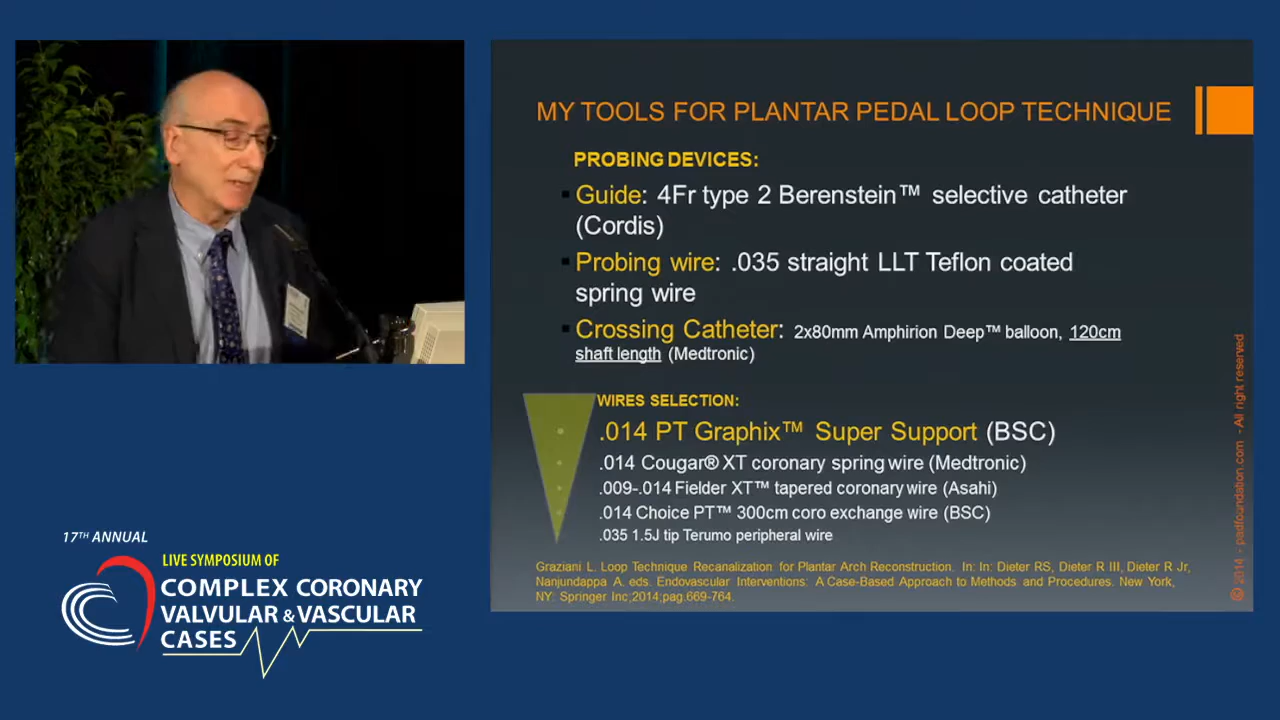 MY TOOLS FOR PLANTAR PEDAL LOOP TECHNIQUE
PROBING DEVICES:
Guide: 4Fr type 2 Berenstein™ selective catheter
(Cordis)
Probing wire: .035 straight LLT Teflon coated
spring wire
Crossing Catheter: 2x80mm Amphirion Deep™ balloon, 120cm
shaft length (Medtronic)
WIRES SELECTION:
.014 PT Graphix™ Super Support (BSC)
.014 Cougar® XT coronary spring wire (Medtronic)
.009-.014 Fielder XT™ tapered coronary wire (Asahi)
.014 Choice PT™ 300cm coro exchange wire (BSC)
.035 1.5J tip Terumo peripheral wire
Graziani L. Loop Technique Recanalization for Plantar Arch Reconstruction. In: In: Dieter RS, Dieter R III, Dieter R Jr,
Nanjundappa A. eds. Endovascular Interventions: A Case-Based Approach to Methods and Procedures. New York,
NY: Springer Inc;2014;pag.669-764.
© 2014 - padfoundation.com - All right reserved
17TH ANNUAL
LIVE SYMPOSIUM OF
COMPLEX CORONARY
VALVULAR & VASCULAR
CASES